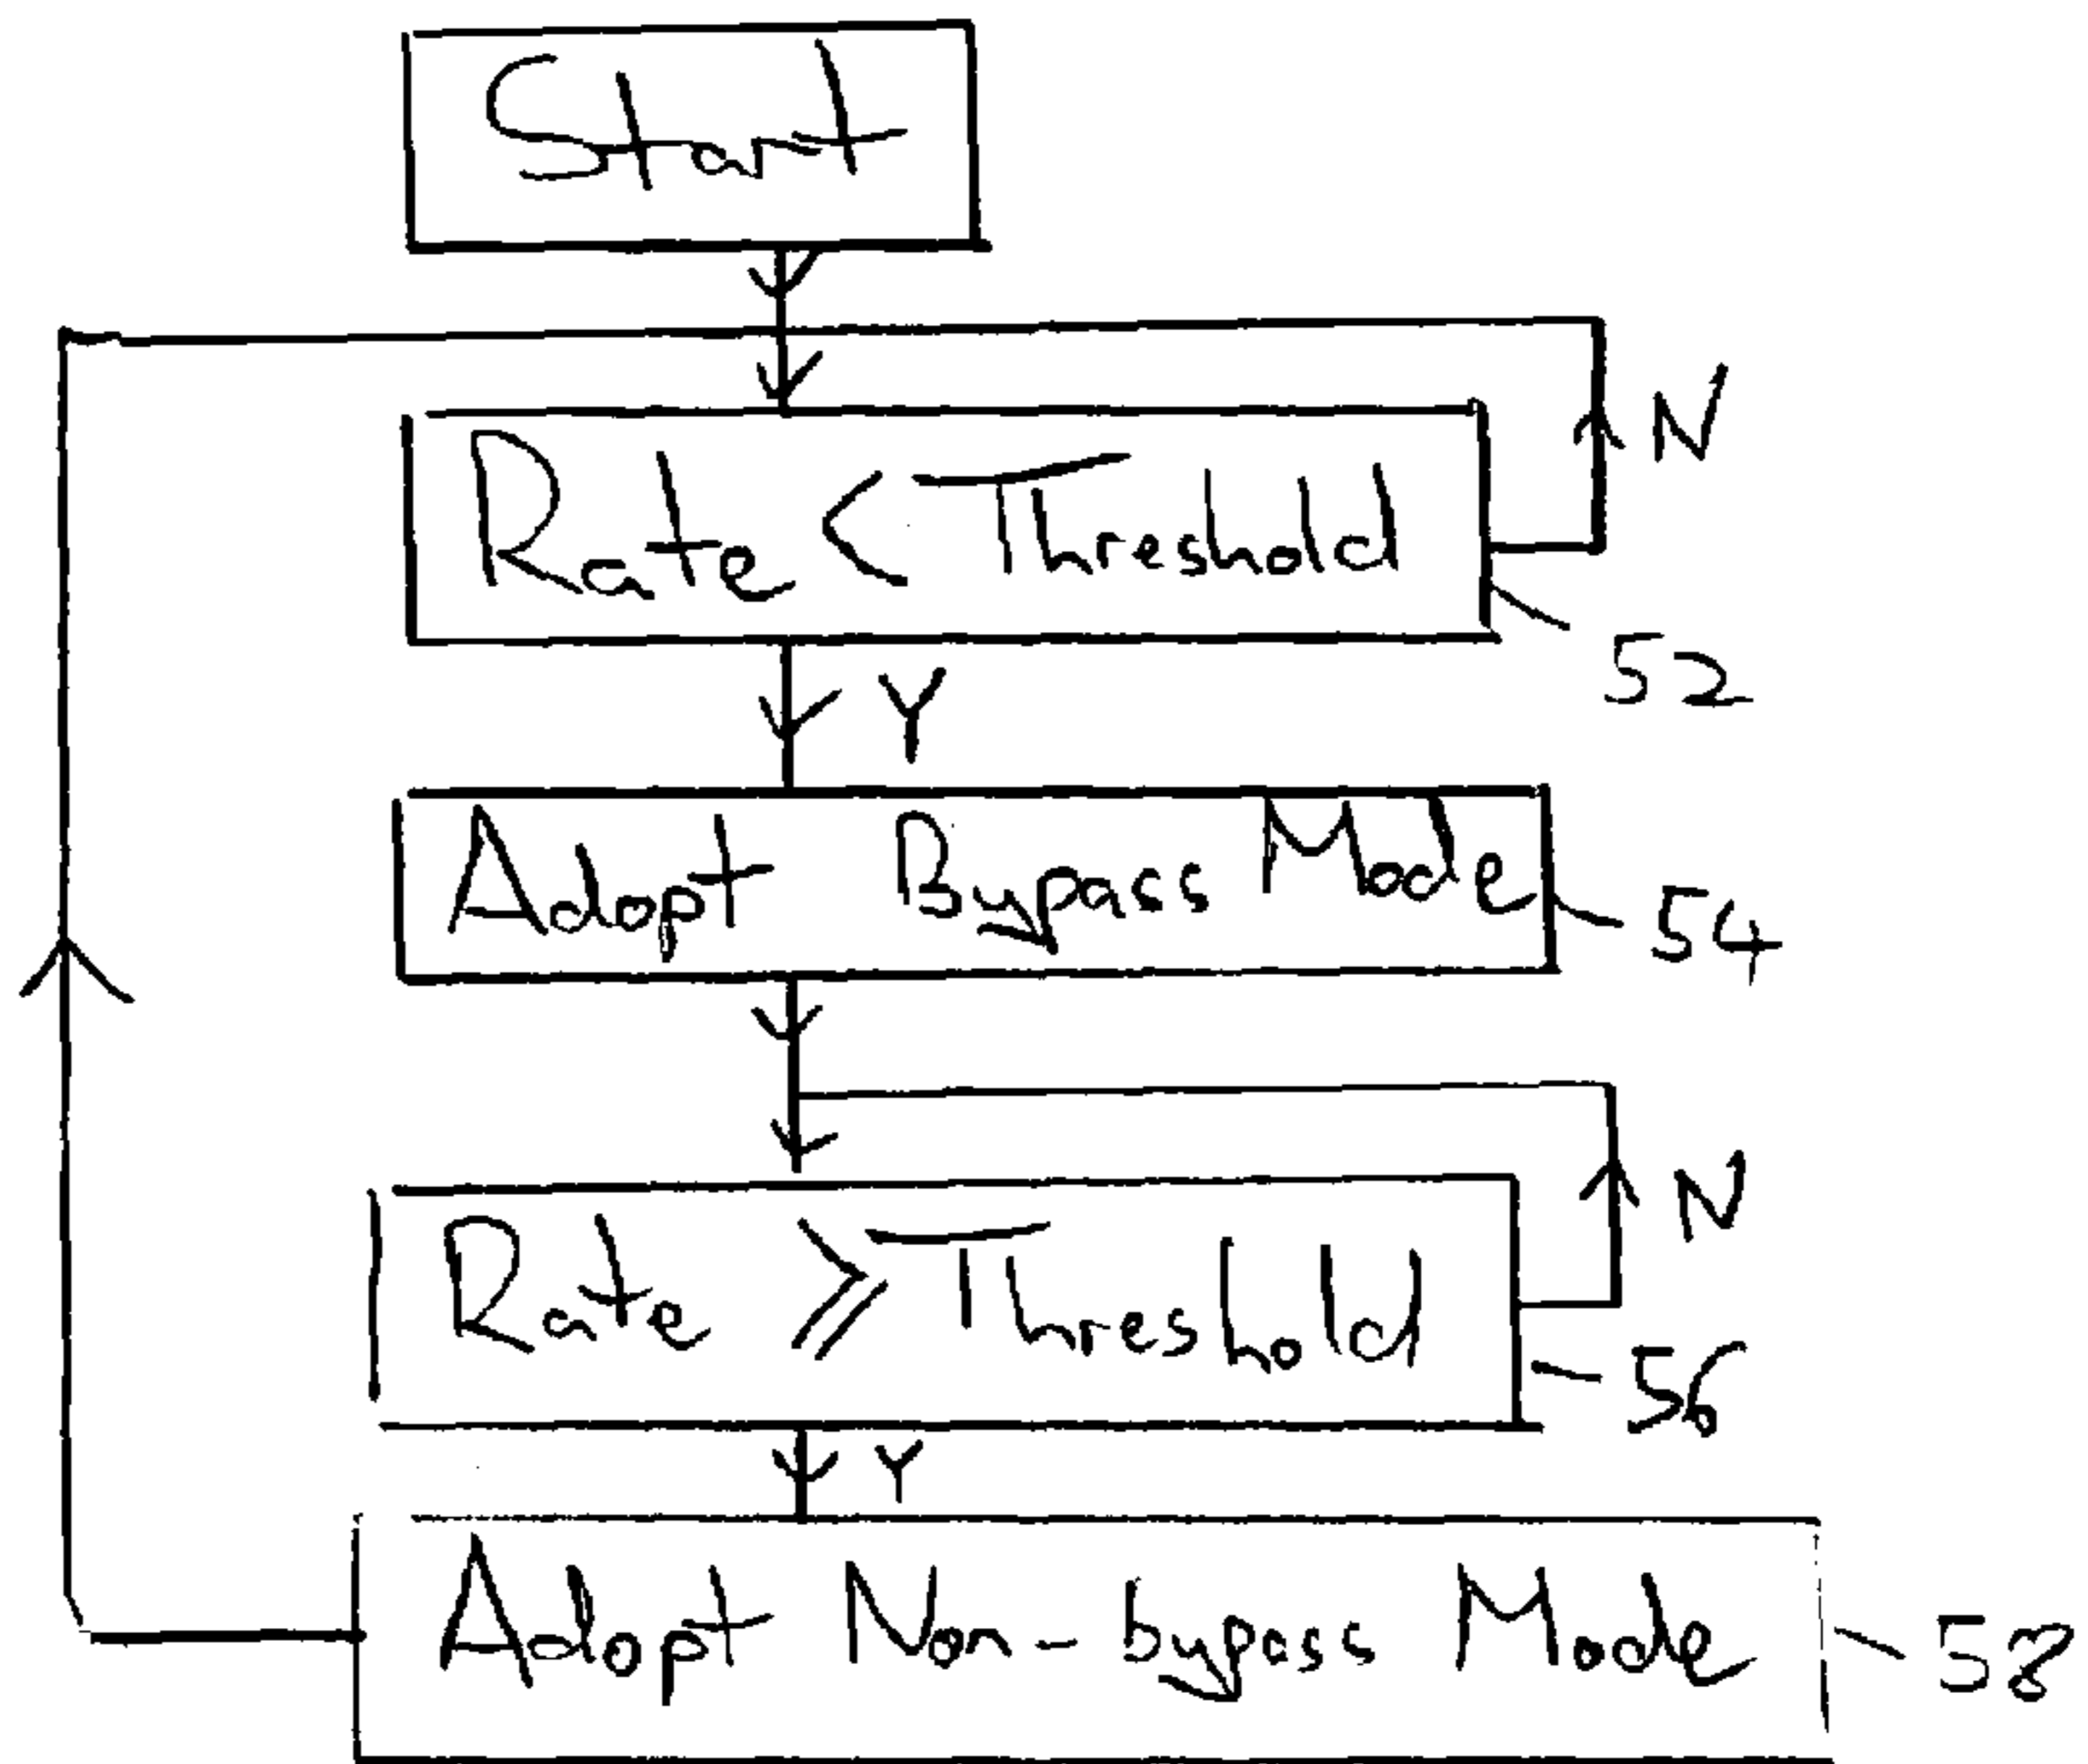 Start
N
Rate < Threshold
52
Y
Adopt Bypass Mode
54
N
Rate ⩾ Threshold
56
Y
Adopt Non-bypass Mode
58